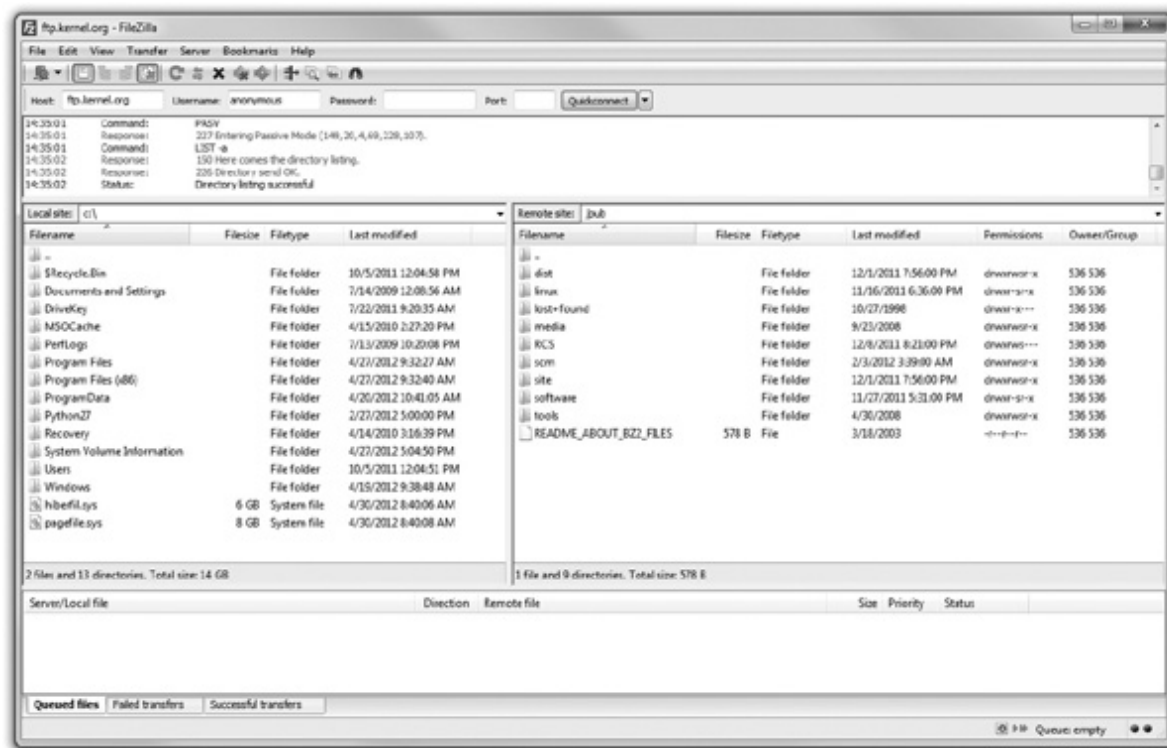 ftp.kernel.org - FileZilla
File Edit View Transfer Server Bookmarks Help
Host: ftp.kernel.org Username: anonymous Password: Port: Quickconnect
14:35:01 Command: PASV
14:35:01 Response: 227 Entering Passive Mode (149,20,4,69,228,107).
14:35:01 Command: LIST -a
14:35:02 Response: 150 Here comes the directory listing.
14:35:02 Response: 226 Directory send OK.
14:35:02 Status: Directory listing successful
Local site: c:\
Filename Filesize Filetype Last modified
..
$Recycle.Bin File folder 10/5/2011 12:04:58 PM
Documents and Settings File folder 7/14/2009 12:08:56 AM
DriveKey File folder 7/22/2011 9:20:35 AM
MSOCache File folder 4/15/2010 2:27:20 PM
PerfLogs File folder 7/13/2009 10:20:08 PM
Program Files File folder 4/27/2012 9:32:27 AM
Program Files (x86) File folder 4/27/2012 9:32:40 AM
ProgramData File folder 4/20/2012 10:41:05 AM
Python27 File folder 2/27/2012 5:00:00 PM
Recovery File folder 4/14/2010 3:16:39 PM
System Volume Information File folder 4/27/2012 5:04:50 PM
Users File folder 10/5/2011 12:04:51 PM
Windows File folder 4/19/2012 9:38:48 AM
hiberfil.sys 6 GB System file 4/30/2012 8:40:06 AM
pagefile.sys 8 GB System file 4/30/2012 8:40:08 AM
2 files and 13 directories. Total size: 14 GB
Remote site: /pub
Filename Filesize Filetype Last modified Permissions Owner/Group
..
dist File folder 12/1/2011 7:56:00 PM drwxrwsr-x 536 536
linux File folder 11/16/2011 6:36:00 PM drwxr-sr-x 536 536
lost+found File folder 10/27/1998 drwxr-x--- 536 536
media File folder 9/23/2008 drwxrwsr-x 536 536
RCS File folder 12/8/2011 8:21:00 PM drwxrws--- 536 536
scm File folder 2/3/2012 3:39:00 AM drwxrwsr-x 536 536
site File folder 12/1/2011 7:56:00 PM drwxrwsr-x 536 536
software File folder 11/27/2011 5:31:00 PM drwxr-sr-x 536 536
tools File folder 4/30/2008 drwxrwsr-x 536 536
README_ABOUT_BZ2_FILES 578 B File 3/18/2003 -r--r--r-- 536 536
1 file and 9 directories. Total size: 578 B
Server/Local file Direction Remote file Size Priority Status
Queued files Failed transfers Successful transfers
Queue: empty